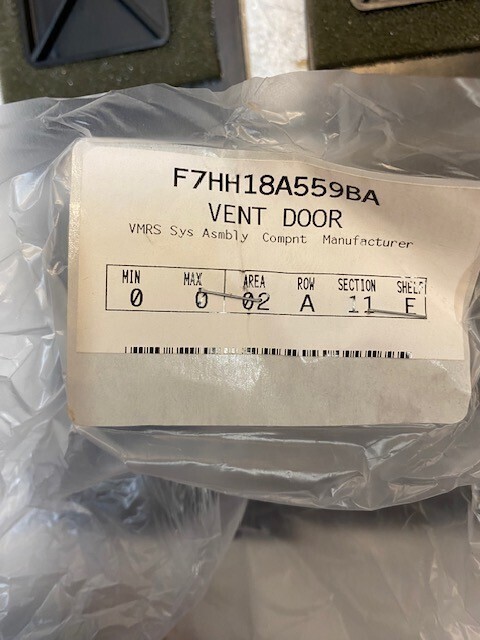 F7HH18A559BA
VENT DOOR
VMRS Sys Asmbly Compnt Manufacturer
MIN MAX AREA ROW SECTION SHELF
0 0 02 A 11 E